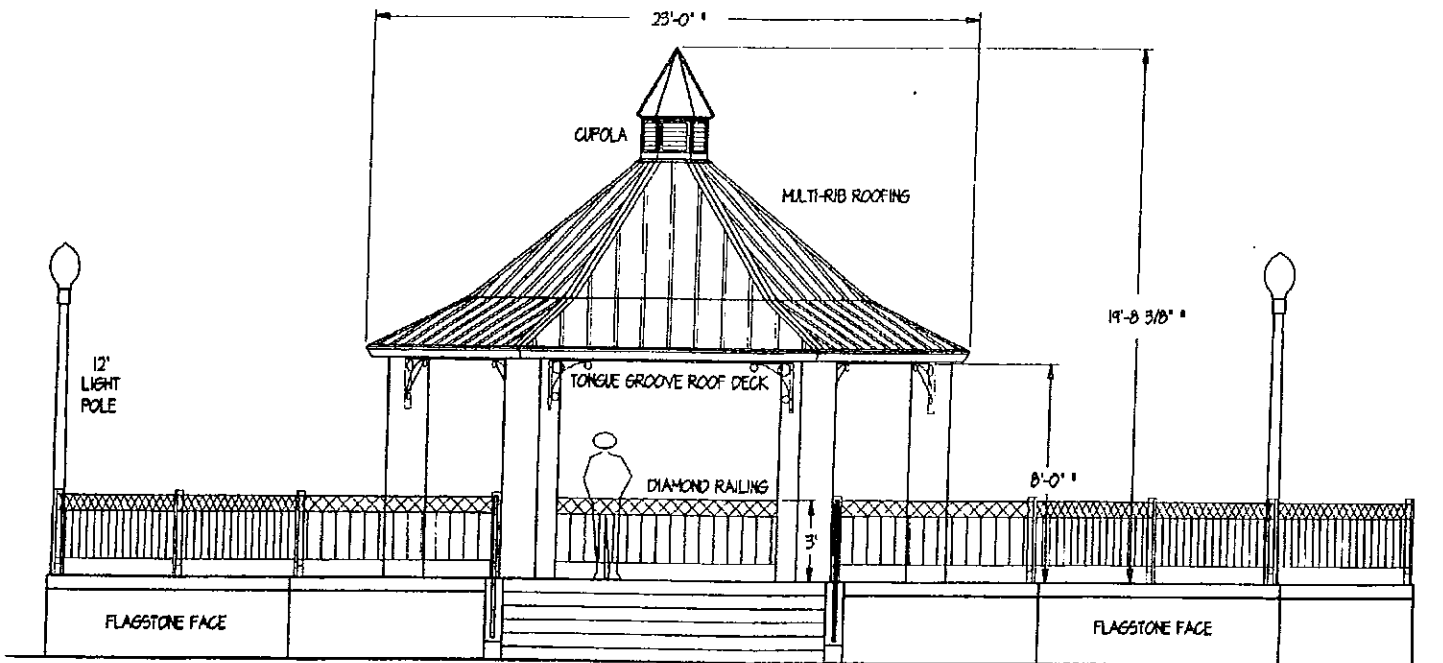 23'-0" *
CUPOLA
MULTI-RIB ROOFING
19'-8 3/8" *
12'
LIGHT
POLE
TONGUE GROOVE ROOF DECK
8'-0" *
DIAMOND RAILING
3'
FLAGSTONE FACE
FLAGSTONE FACE